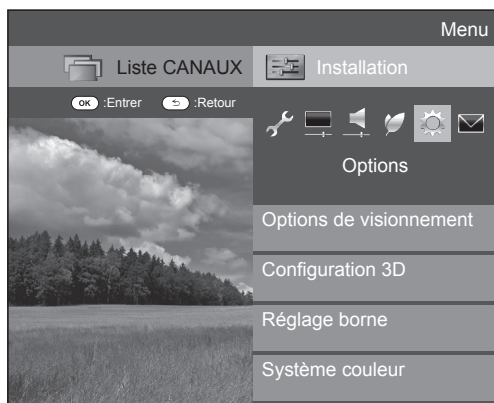 Menu
Liste CANAUX
Installation
OK :Entrer :Retour
Options
Options de visionnement
Configuration 3D
Réglage borne
Système couleur